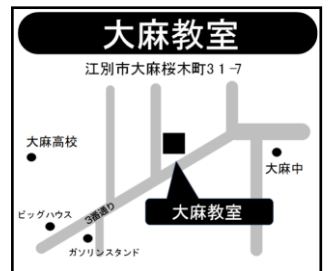 大麻教室
江別市大麻桜木町31-7
大麻高校
大麻中
大麻教室
3番通り
ビッグハウス
ガソリンスタンド